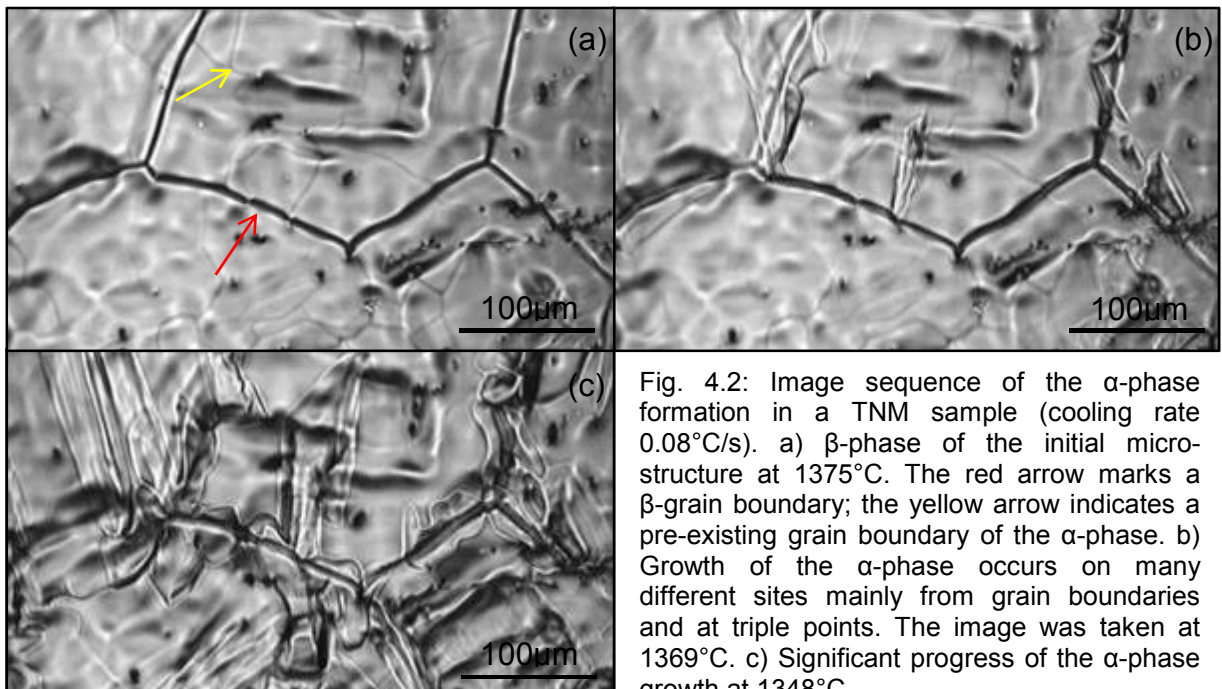 (a)
100µm
(b)
100µm
(c)
100µm
Fig. 4.2: Image sequence of the α-phase
formation in a TNM sample (cooling rate
0.08°C/s). a) β-phase of the initial micro-
structure at 1375°C. The red arrow marks a
β-grain boundary; the yellow arrow indicates a
pre-existing grain boundary of the α-phase. b)
Growth of the α-phase occurs on many
different sites mainly from grain boundaries
and at triple points. The image was taken at
1369°C. c) Significant progress of the α-phase
growth at 1348°C